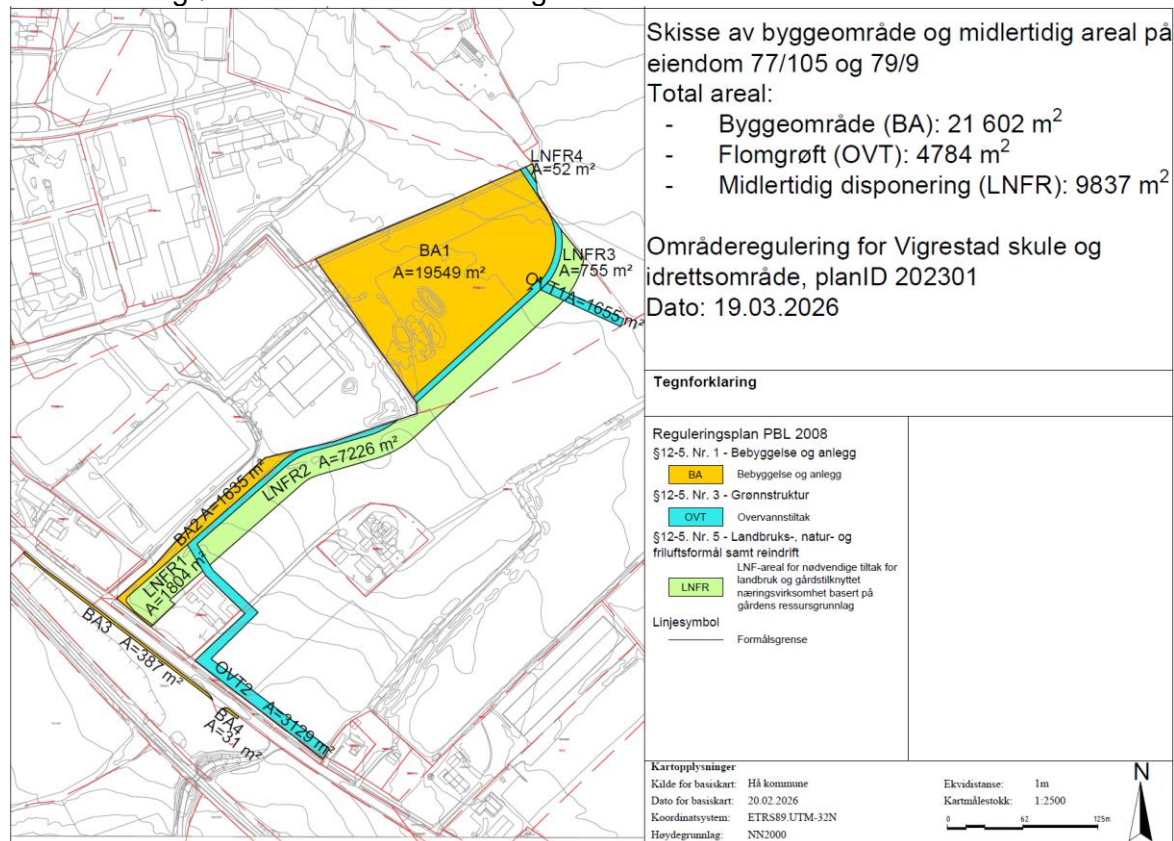 Skisse av byggeområde og midlertidig areal på
eiendom 77/105 og 79/9
Total areal:
- Byggeområde (BA): 21 602 m²
- Flomgrøft (OVT): 4784 m²
- Midlertidig disponering (LNFR): 9837 m²
Områderegulering for Vigrestad skule og
idrettsområde, planID 202301
Dato: 19.03.2026
LNFR4
A=52 m²
BA1
A=19549 m²
LNFR3
A=755 m²
OVT1 A=1655 m²
LNFR2 A=7226 m²
BA2 A=1635 m²
LNFR1
A=1804 m²
BA3 A=387 m²
OVT2 A=3129 m²
BA4
A=31 m²
Tegnforklaring
Reguleringsplan PBL 2008
§12-5. Nr. 1 - Bebyggelse og anlegg
BA Bebyggelse og anlegg
§12-5. Nr. 3 - Grønnstruktur
OVT Overvannstiltak
§12-5. Nr. 5 - Landbruks-, natur- og
friluftsformål samt reindrift
LNF-areal for nødvendige tiltak for
landbruk og gårdstilknyttet
LNFR næringsvirksomhet basert på
gårdens ressursgrunnlag
Linjesymbol
Formålsgrense
Kartopplysninger
Kilde for basiskart: Hå kommune
Dato for basiskart: 20.02.2026
Koordinatsystem: ETRS89.UTM-32N
Høydegrunnlag: NN2000
Ekvidistanse: 1m
Kartmålestokk: 1:2500
0 62 125m
N